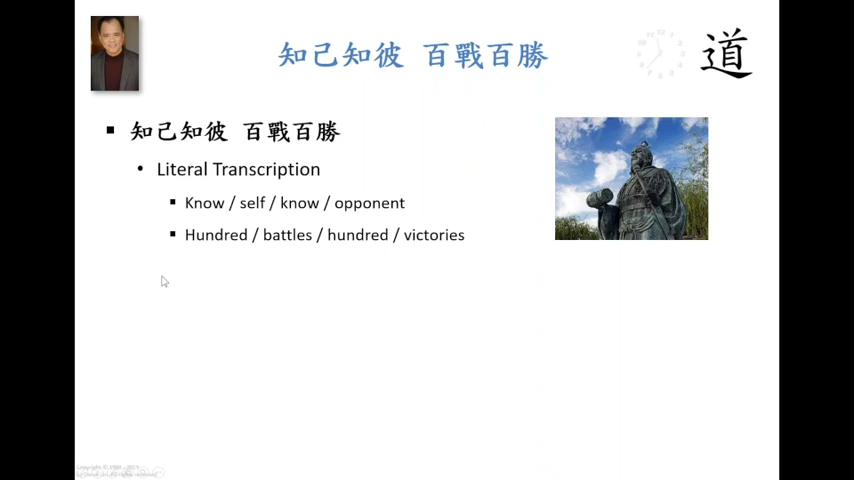 知己知彼 百戰百勝
道
知己知彼 百戰百勝
Literal Transcription
Know / self / know / opponent
Hundred / battles / hundred / victories